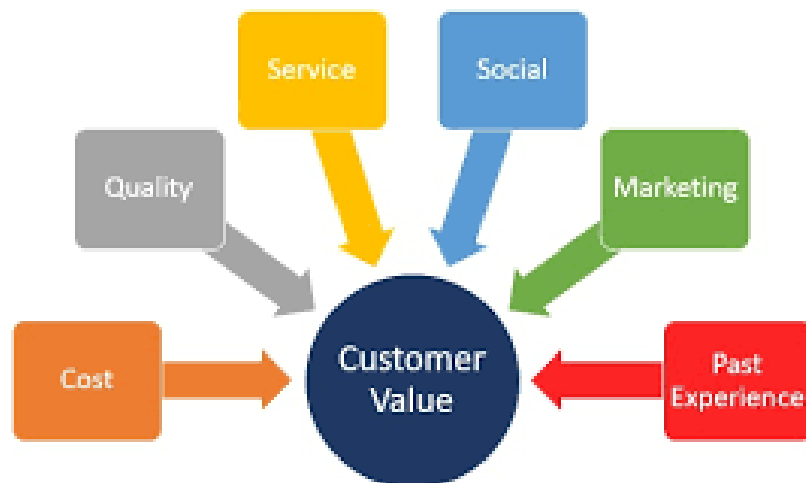 Service
Social
Quality
Marketing
Cost
Customer
Value
Past
Experience